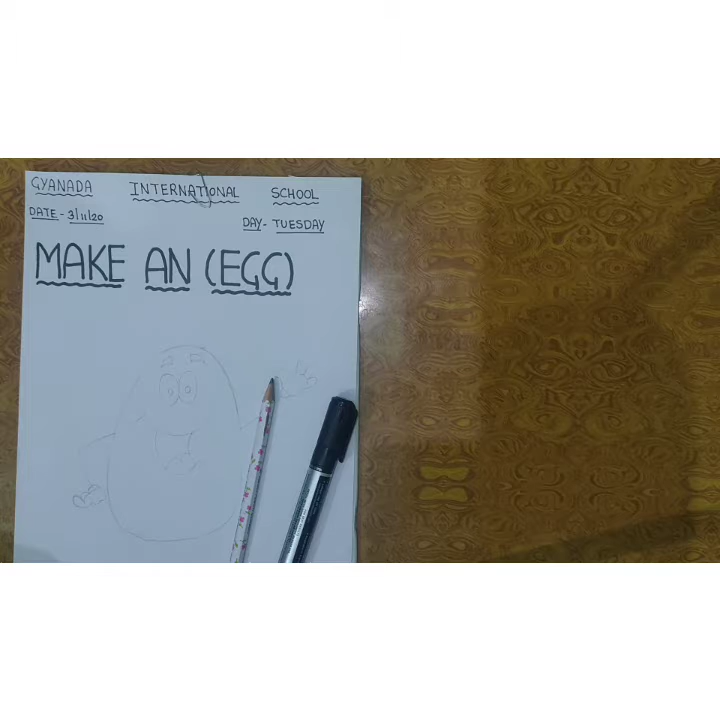 GYANADA INTERNATIONAL SCHOOL
DATE - 3/11/20 DAY - TUESDAY
MAKE AN (EGG)